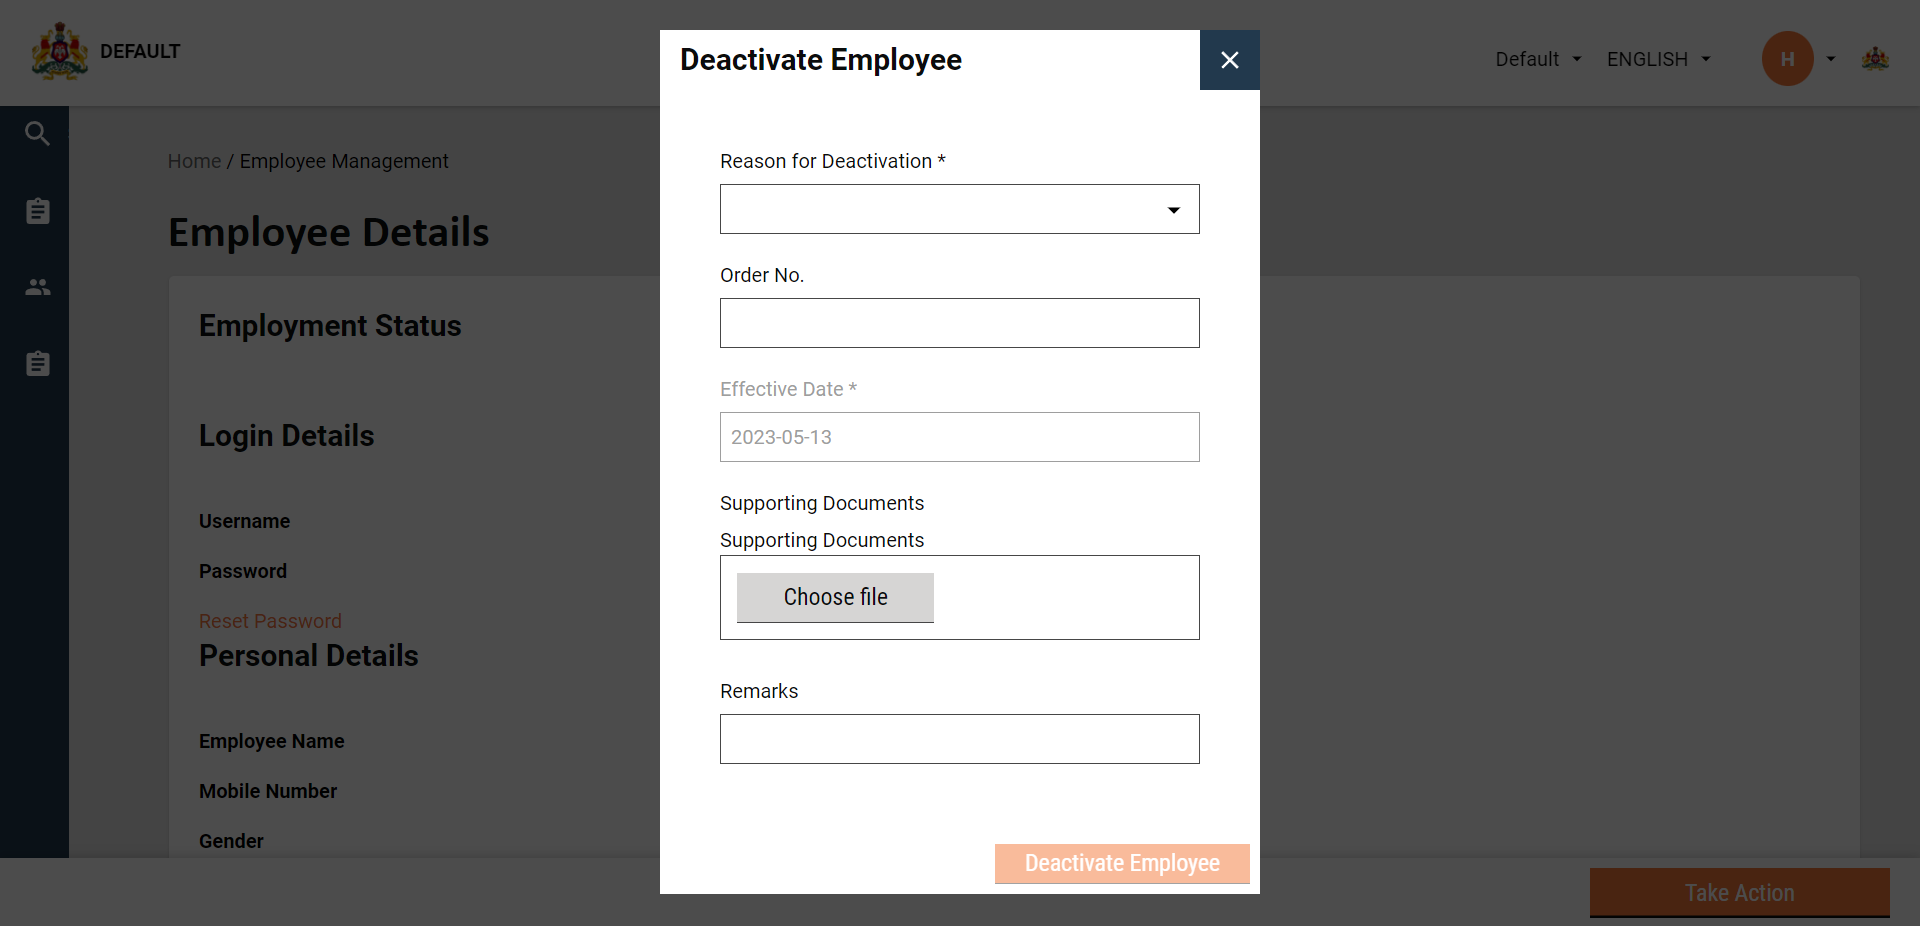 DEFAULT
Default
ENGLISH
H
Home / Employee Management
Employee Details
Employment Status
Login Details
Username
Password
Reset Password
Personal Details
Employee Name
Mobile Number
Gender
Take Action
Deactivate Employee
Reason for Deactivation *
Order No.
Effective Date *
2023-05-13
Supporting Documents
Supporting Documents
Choose file
Remarks
Deactivate Employee